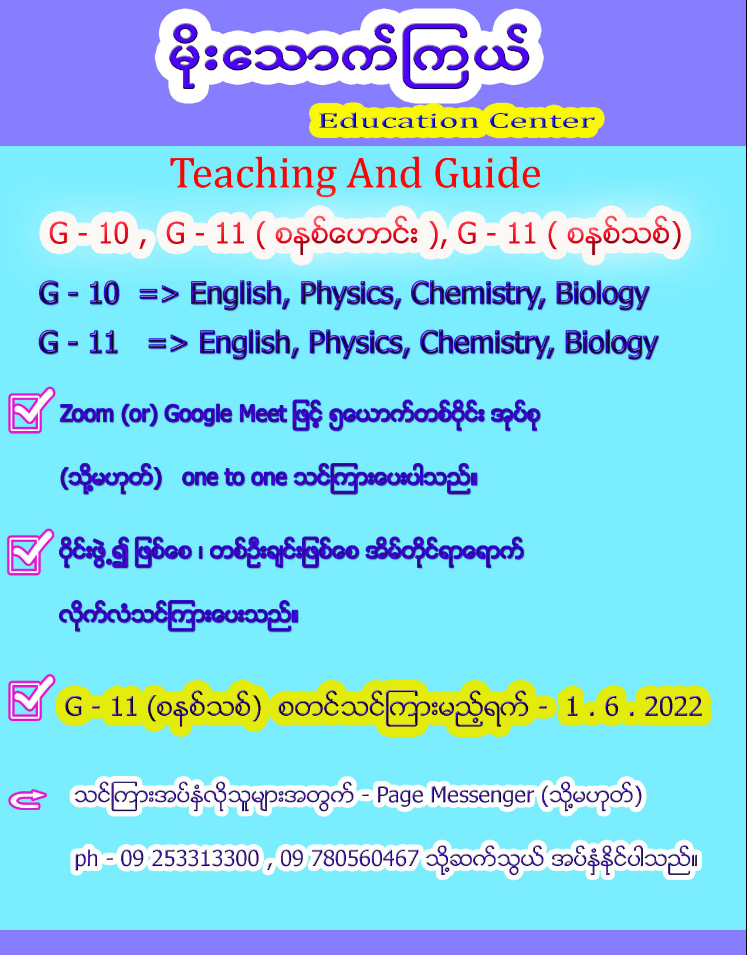 မိုးသောက်ကြယ်
Education Center
Teaching And Guide
G - 10 , G - 11 ( စနစ်ဟောင်း ), G - 11 ( စနစ်သစ်)
G - 10 => English, Physics, Chemistry, Biology
G - 11 => English, Physics, Chemistry, Biology
Zoom (or) Google Meet ဖြင့် ၅ယောက်တစ်ဝိုင်း အုပ်စု
(သို့မဟုတ်) one to one သင်ကြားပေးပါသည်။
ဝိုင်းဖွဲ့၍ ဖြစ်စေ ၊ တစ်ဦးချင်းဖြစ်စေ အိမ်တိုင်ရာရောက်
လိုက်လံသင်ကြားပေးသည်။
G - 11 (စနစ်သစ်) စတင်သင်ကြားမည့်ရက် - 1 . 6 . 2022
သင်ကြားအပ်နှံလိုသူများအတွက် - Page Messenger (သို့မဟုတ်)
ph - 09 253313300 , 09 780560467 သို့ဆက်သွယ် အပ်နှံနိုင်ပါသည်။